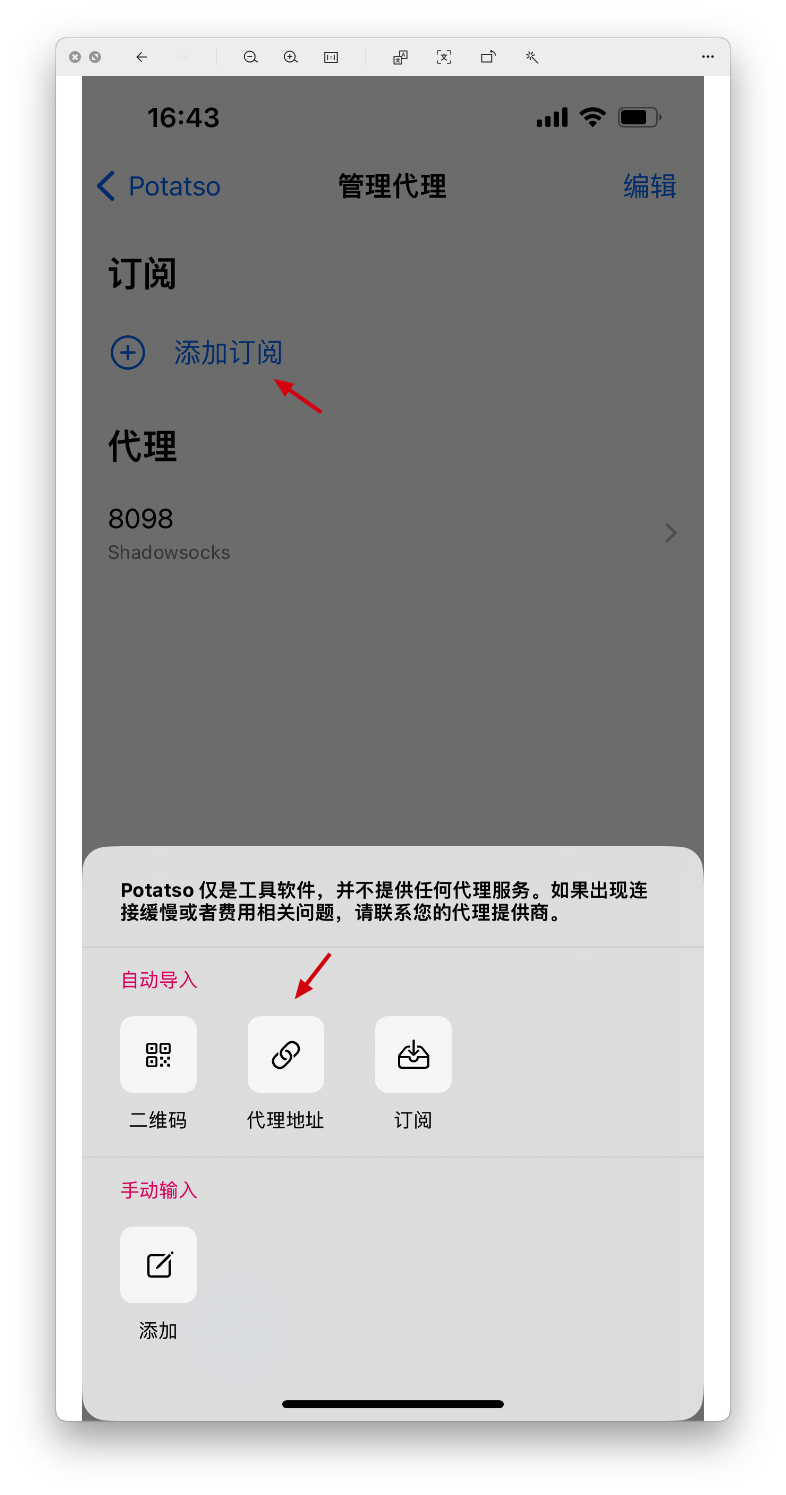 16:43
Potatso
管理代理
编辑
订阅
添加订阅
代理
8098
Shadowsocks
Potatso 仅是工具软件，并不提供任何代理服务。如果出现连
接缓慢或者费用相关问题，请联系您的代理提供商。
自动导入
二维码
代理地址
订阅
手动输入
添加